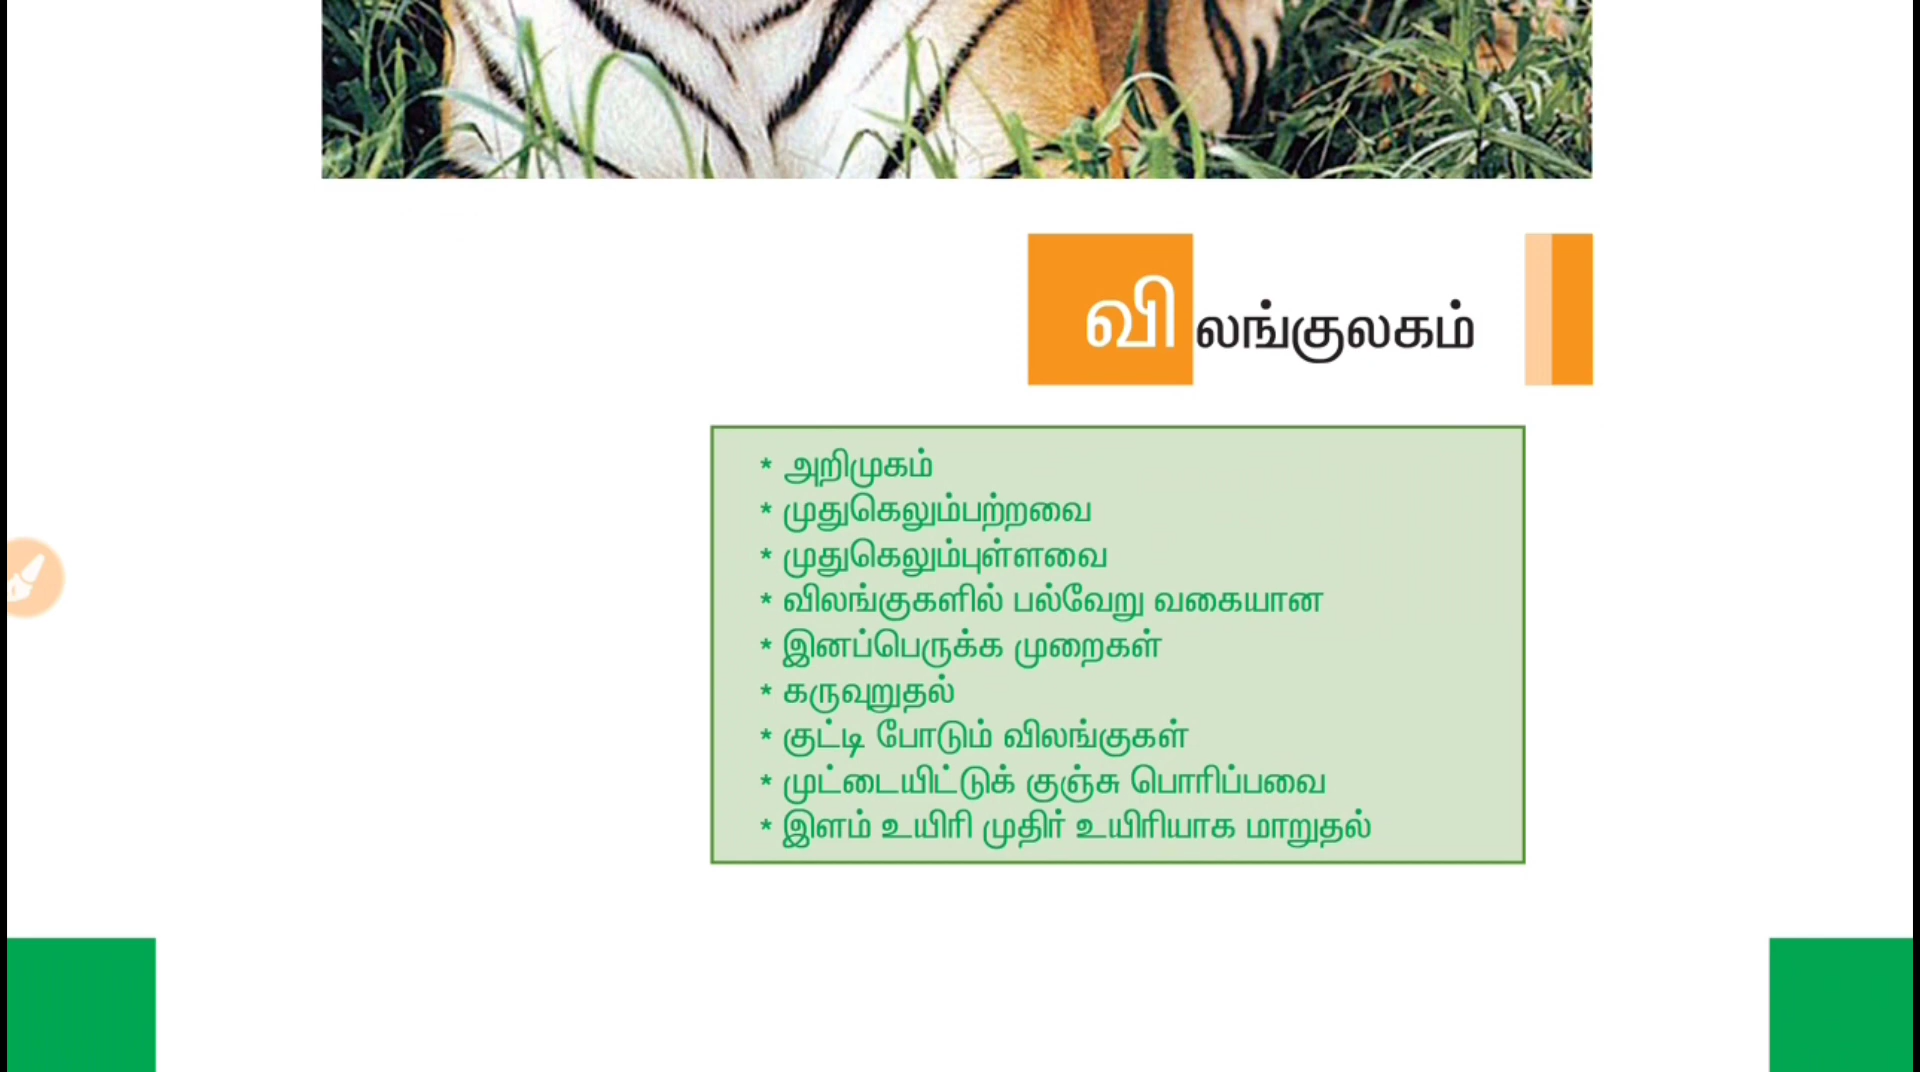 விலங்குலகம்
* அறிமுகம்
* முதுகெலும்பற்றவை
* முதுகெலும்புள்ளவை
* விலங்குகளில் பல்வேறு வகையான
* இனப்பெருக்க முறைகள்
* கருவுறுதல்
* குட்டி போடும் விலங்குகள்
* முட்டையிட்டுக் குஞ்சு பொரிப்பவை
* இளம் உயிரி முதிர் உயிரியாக மாறுதல்